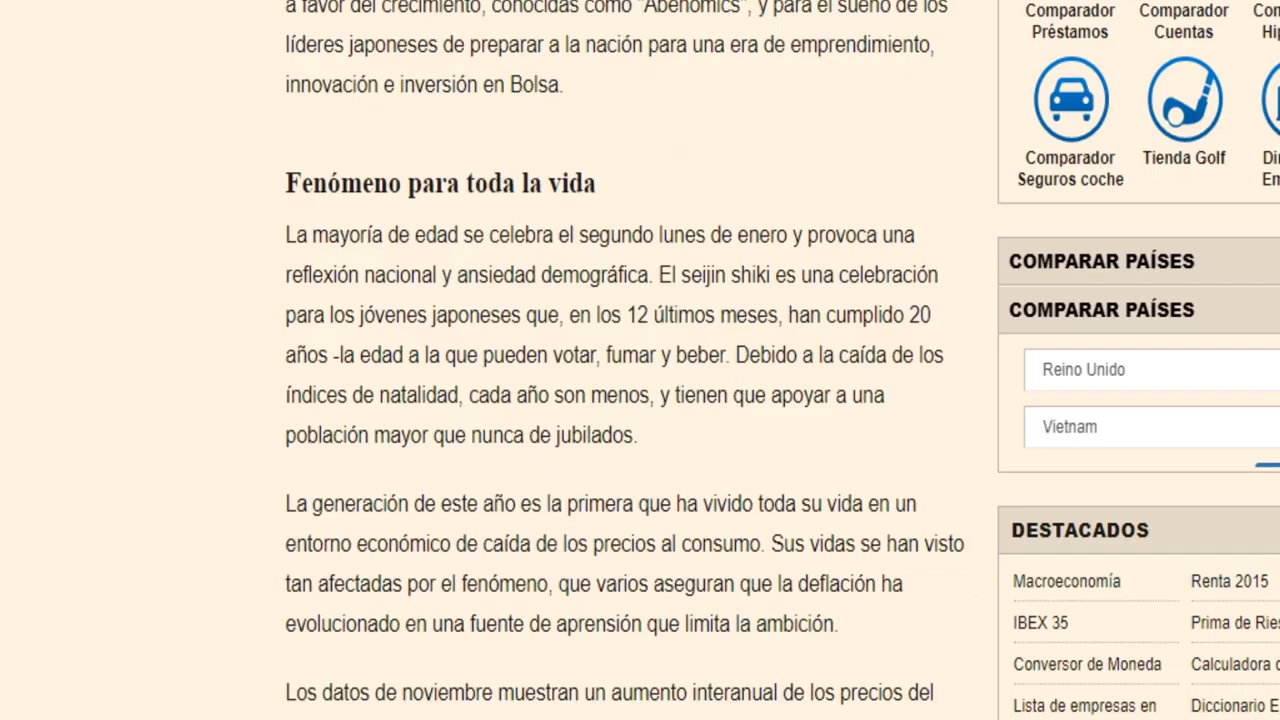 a favor del crecimiento, conocidas como "Abenomics", y para el sueño de los
líderes japoneses de preparar a la nación para una era de emprendimiento,
innovación e inversión en Bolsa.
Fenómeno para toda la vida
La mayoría de edad se celebra el segundo lunes de enero y provoca una
reflexión nacional y ansiedad demográfica. El seijin shiki es una celebración
para los jóvenes japoneses que, en los 12 últimos meses, han cumplido 20
años -la edad a la que pueden votar, fumar y beber. Debido a la caída de los
índices de natalidad, cada año son menos, y tienen que apoyar a una
población mayor que nunca de jubilados.
La generación de este año es la primera que ha vivido toda su vida en un
entorno económico de caída de los precios al consumo. Sus vidas se han visto
tan afectadas por el fenómeno, que varios aseguran que la deflación ha
evolucionado en una fuente de aprensión que limita la ambición.
Los datos de noviembre muestran un aumento interanual de los precios del
Comparador
Préstamos
Comparador
Cuentas
Comparador
Seguros coche
Tienda Golf
COMPARAR PAÍSES
COMPARAR PAÍSES
Reino Unido
Vietnam
DESTACADOS
Macroeconomía Renta 2015
IBEX 35 Prima de
Conversor de Moneda Calculadora
Lista de empresas en Diccionario